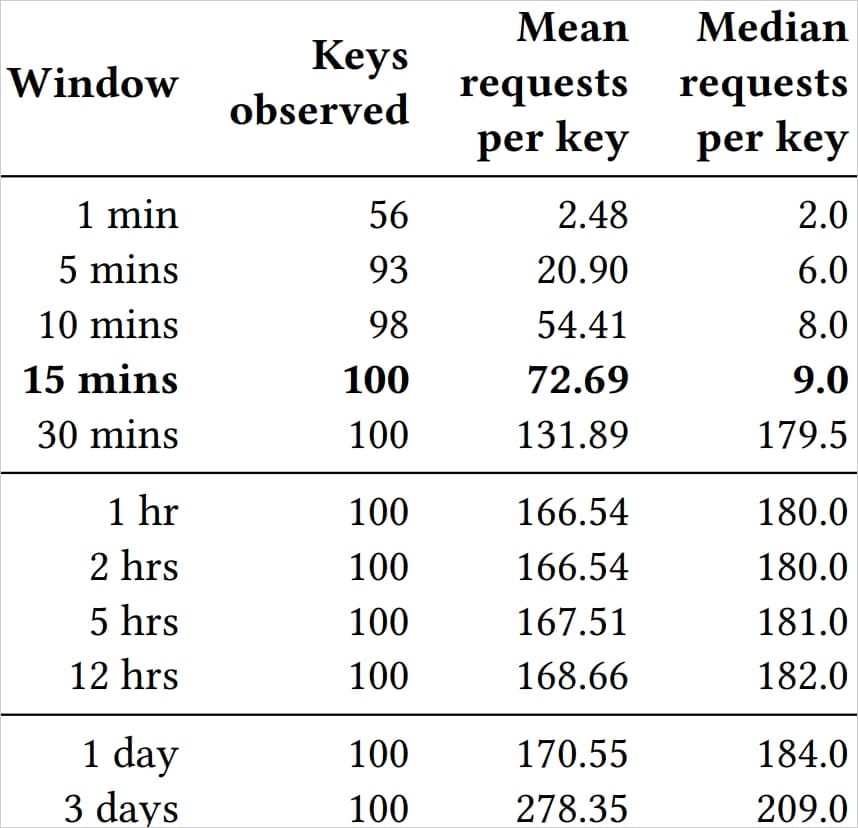 Window Keys observed Mean requests per key Median requests per key
1 min 56 2.48 2.0
5 mins 93 20.90 6.0
10 mins 98 54.41 8.0
15 mins 100 72.69 9.0
30 mins 100 131.89 179.5
1 hr 100 166.54 180.0
2 hrs 100 166.54 180.0
5 hrs 100 167.51 181.0
12 hrs 100 168.66 182.0
1 day 100 170.55 184.0
3 days 100 278.35 209.0